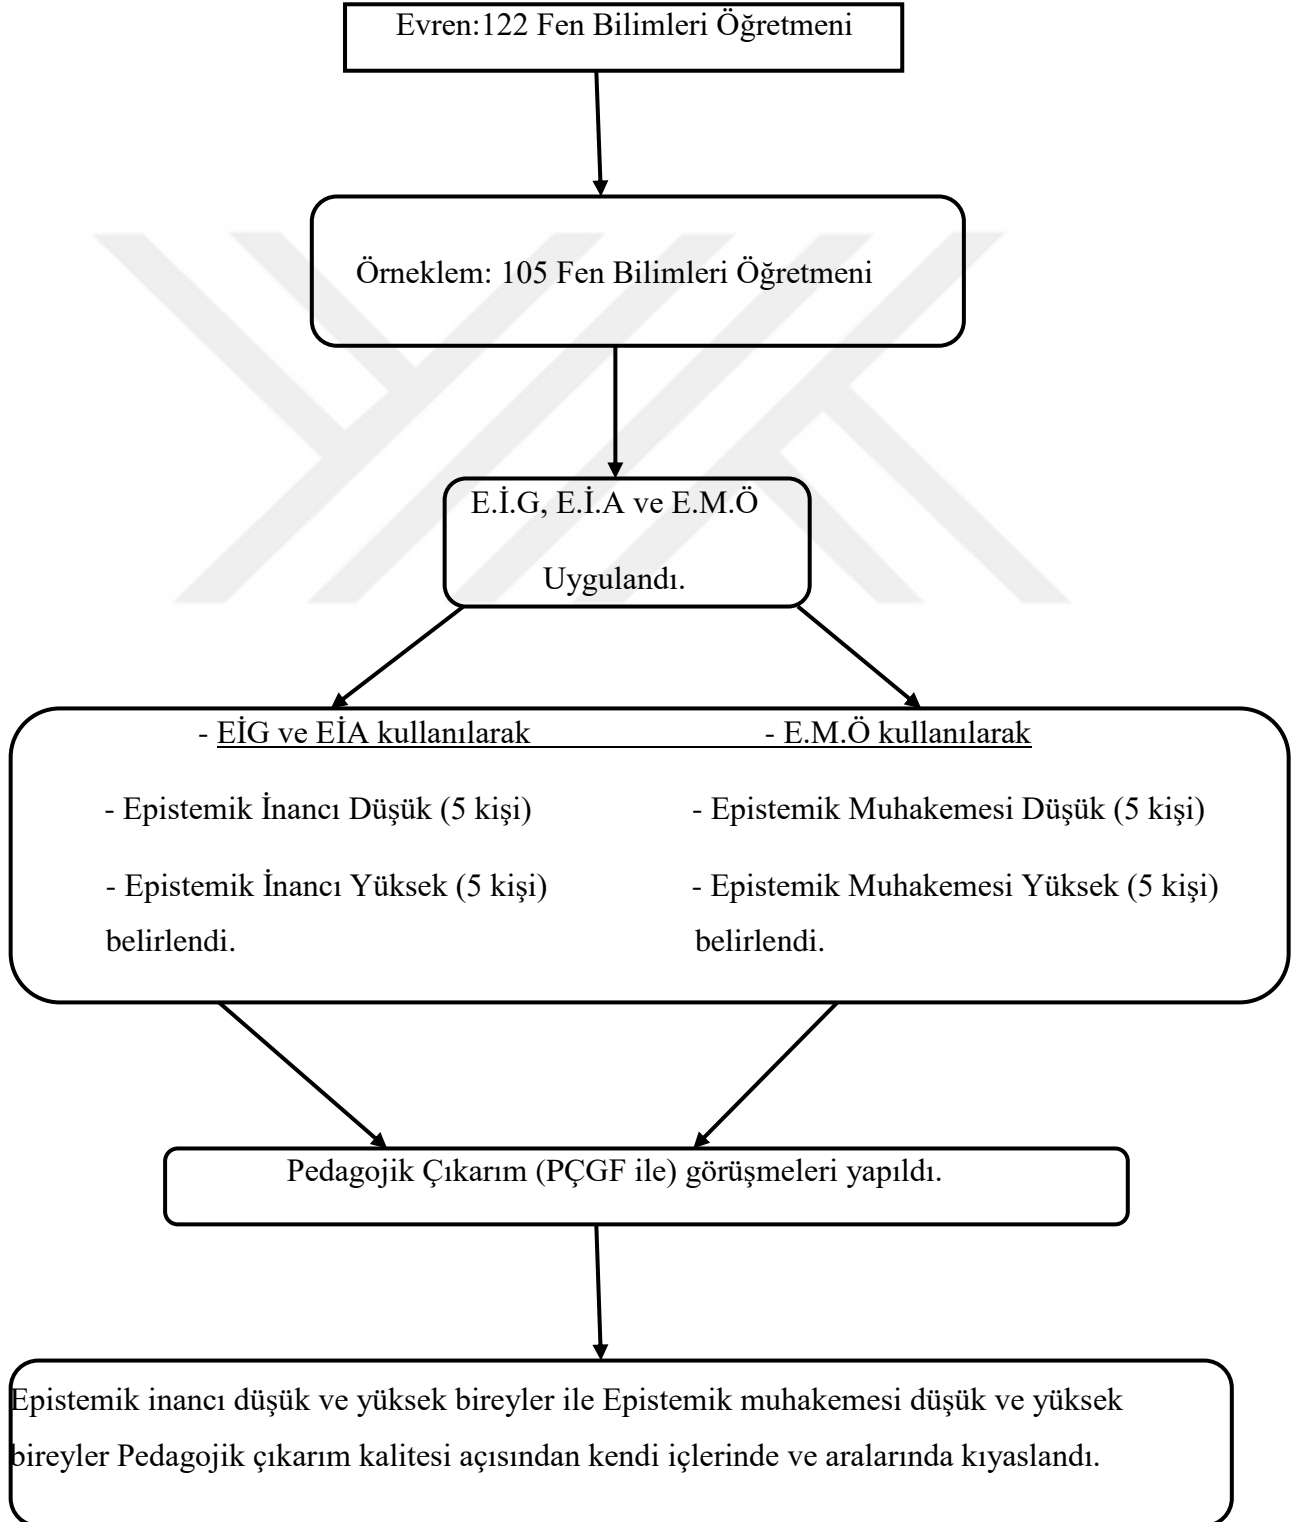 Evren:122 Fen Bilimleri Öğretmeni
Örneklem: 105 Fen Bilimleri Öğretmeni
E.İ.G, E.İ.A ve E.M.Ö
Uygulandı.
- EİG ve EİA kullanılarak
- Epistemik İnancı Düşük (5 kişi)
- Epistemik İnancı Yüksek (5 kişi)
belirlendi.
- E.M.Ö kullanılarak
- Epistemik Muhakemesi Düşük (5 kişi)
- Epistemik Muhakemesi Yüksek (5 kişi)
belirlendi.
Pedagojik Çıkarım (PÇGF ile) görüşmeleri yapıldı.
Epistemik inancı düşük ve yüksek bireyler ile Epistemik muhakemesi düşük ve yüksek
bireyler Pedagojik çıkarım kalitesi açısından kendi içlerinde ve aralarında kıyaslandı.